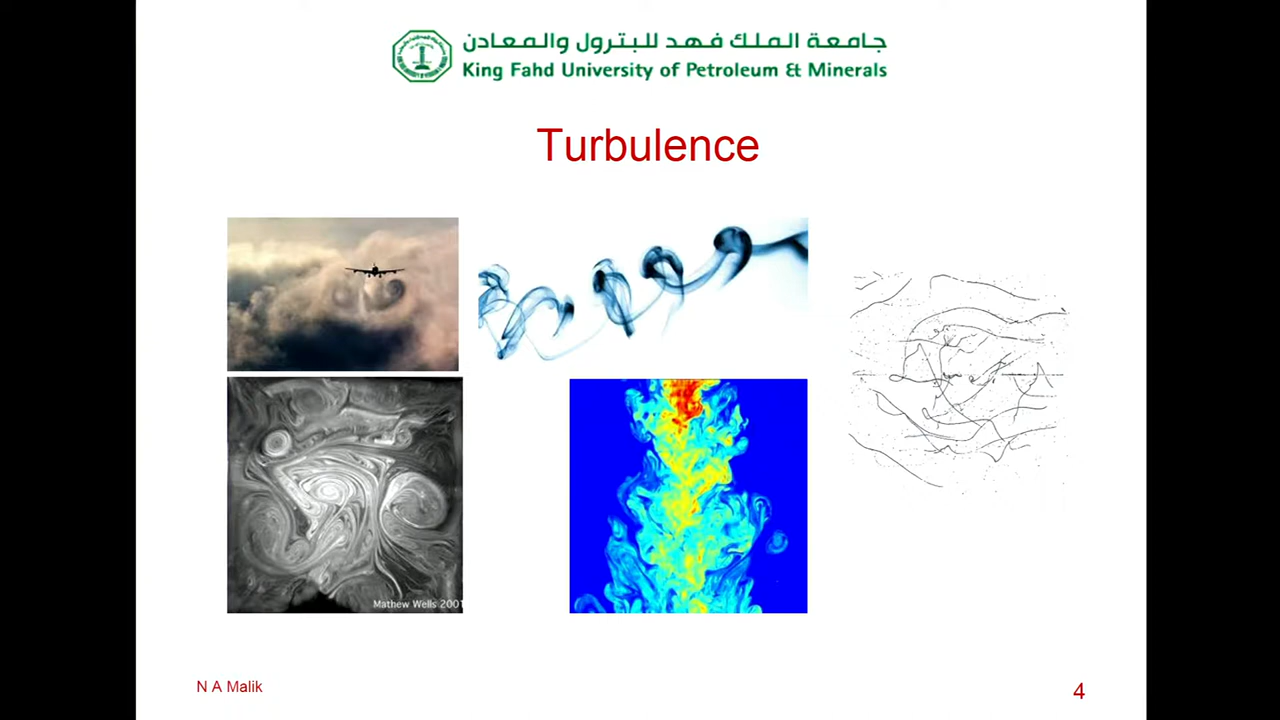 جامعة الملك فهد للبترول والمعادن
King Fahd University of Petroleum & Minerals
Turbulence
Mathew Wells 2001
N A Malik
4